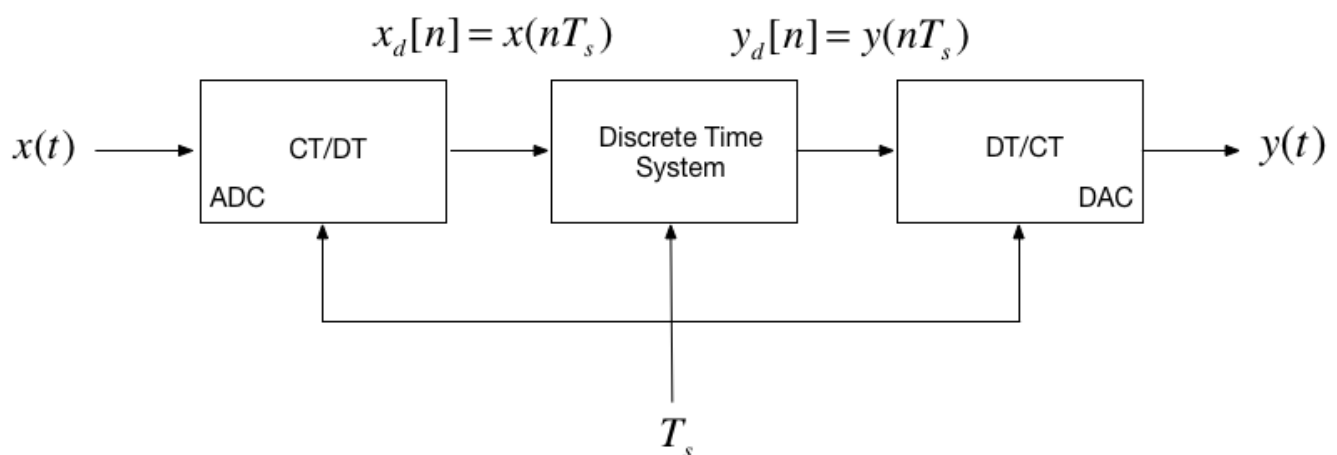 x_d[n] = x(nT_s)
y_d[n] = y(nT_s)
x(t)
CT/DT
ADC
Discrete Time
System
DT/CT
DAC
y(t)
T_s